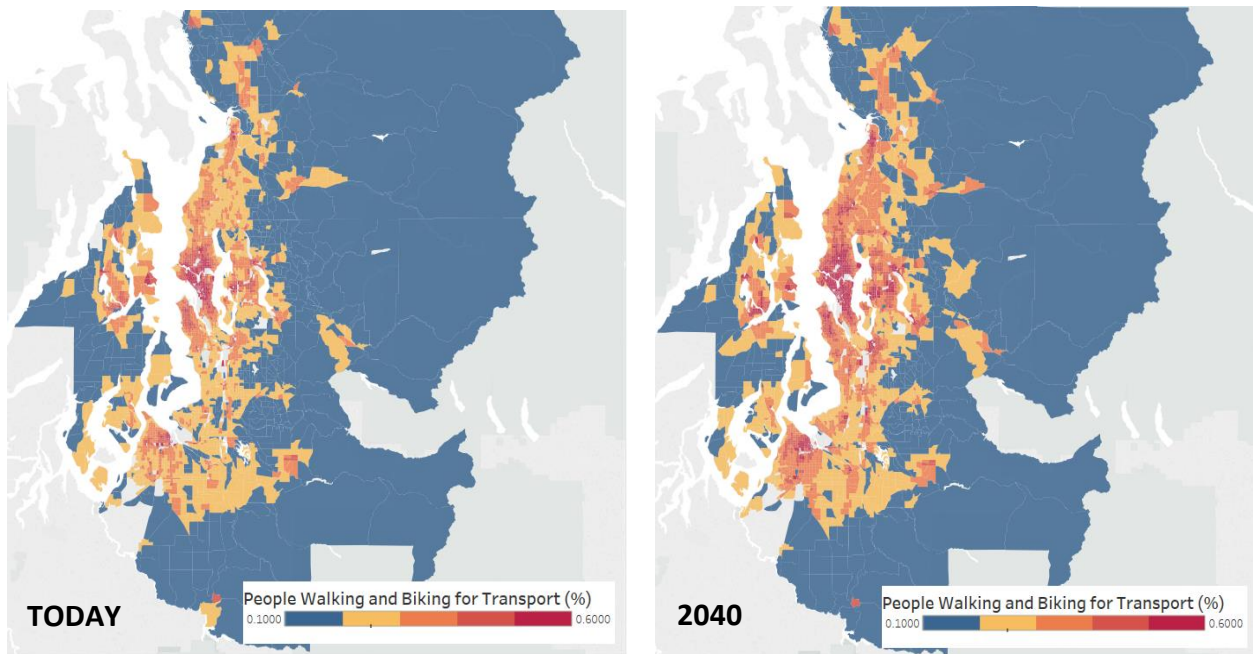 People Walking and Biking for Transport (%)
0.1000
0.6000
TODAY
People Walking and Biking for Transport (%)
0.1000
0.6000
2040